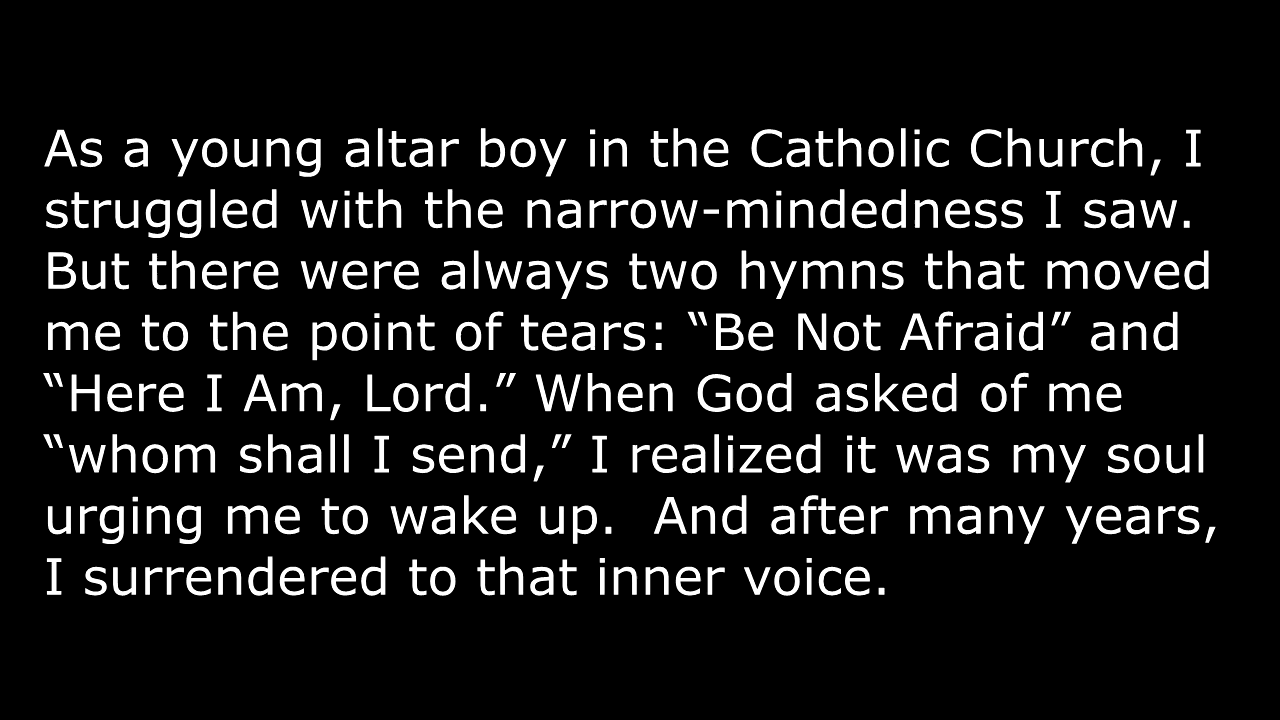 As a young altar boy in the Catholic Church, I
struggled with the narrow-mindedness I saw.
But there were always two hymns that moved
me to the point of tears: “Be Not Afraid” and
“Here I Am, Lord.” When God asked of me
“whom shall I send,” I realized it was my soul
urging me to wake up.  And after many years,
I surrendered to that inner voice.